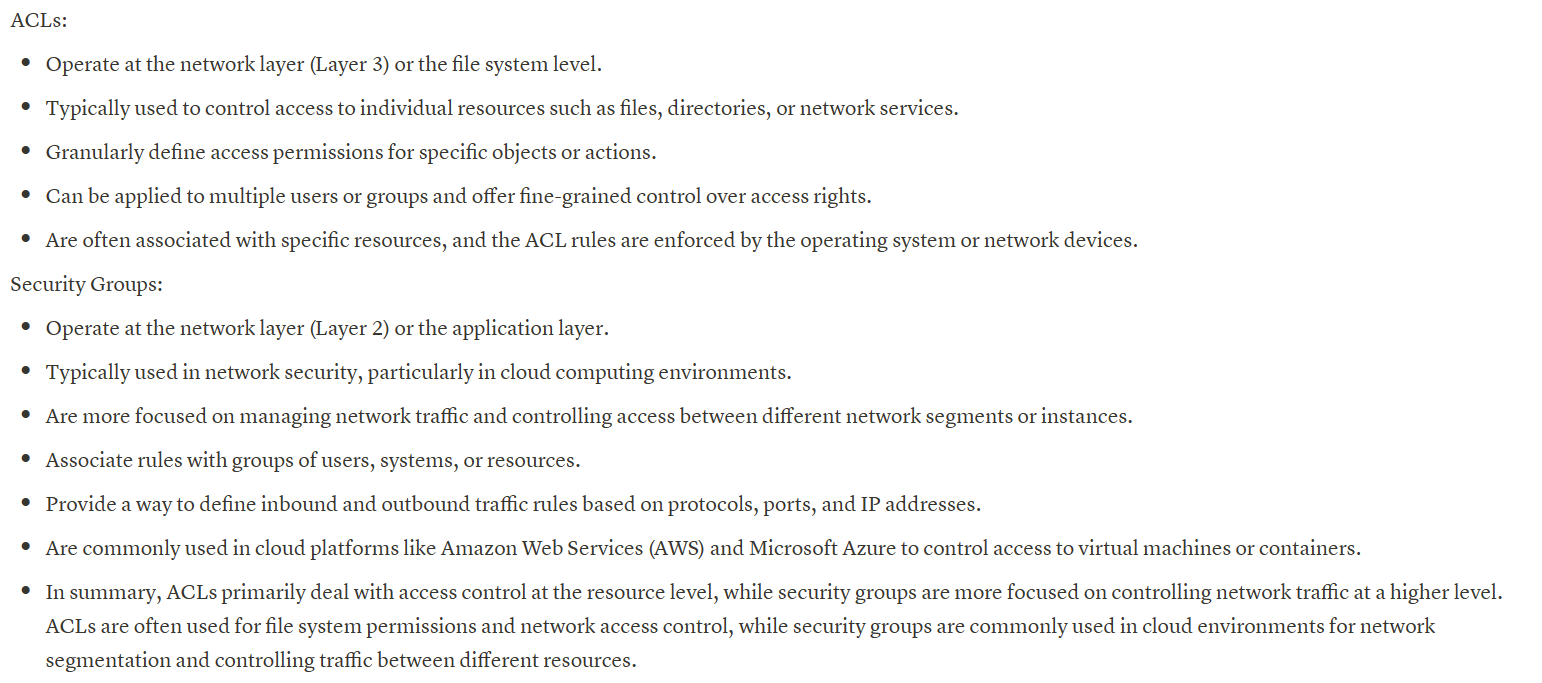 ACLs:
• Operate at the network layer (Layer 3) or the file system level.
• Typically used to control access to individual resources such as files, directories, or network services.
• Granularly define access permissions for specific objects or actions.
• Can be applied to multiple users or groups and offer fine-grained control over access rights.
• Are often associated with specific resources, and the ACL rules are enforced by the operating system or network devices.
Security Groups:
• Operate at the network layer (Layer 2) or the application layer.
• Typically used in network security, particularly in cloud computing environments.
• Are more focused on managing network traffic and controlling access between different network segments or instances.
• Associate rules with groups of users, systems, or resources.
• Provide a way to define inbound and outbound traffic rules based on protocols, ports, and IP addresses.
• Are commonly used in cloud platforms like Amazon Web Services (AWS) and Microsoft Azure to control access to virtual machines or containers.
• In summary, ACLs primarily deal with access control at the resource level, while security groups are more focused on controlling network traffic at a higher level.
ACLs are often used for file system permissions and network access control, while security groups are commonly used in cloud environments for network
segmentation and controlling traffic between different resources.